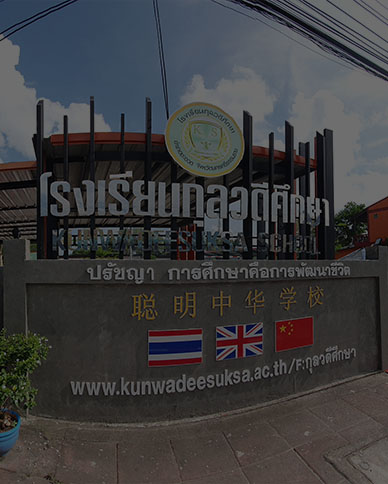 โรงเรียนกุลวดีศึกษา
KUNWADEESUKSA SCHOOL
ปรัชญา การศึกษาคือการพัฒนาชีวิต
聪明中华学校
www.kunwadeesuksa.ac.th/F:กุลวดีศึกษา